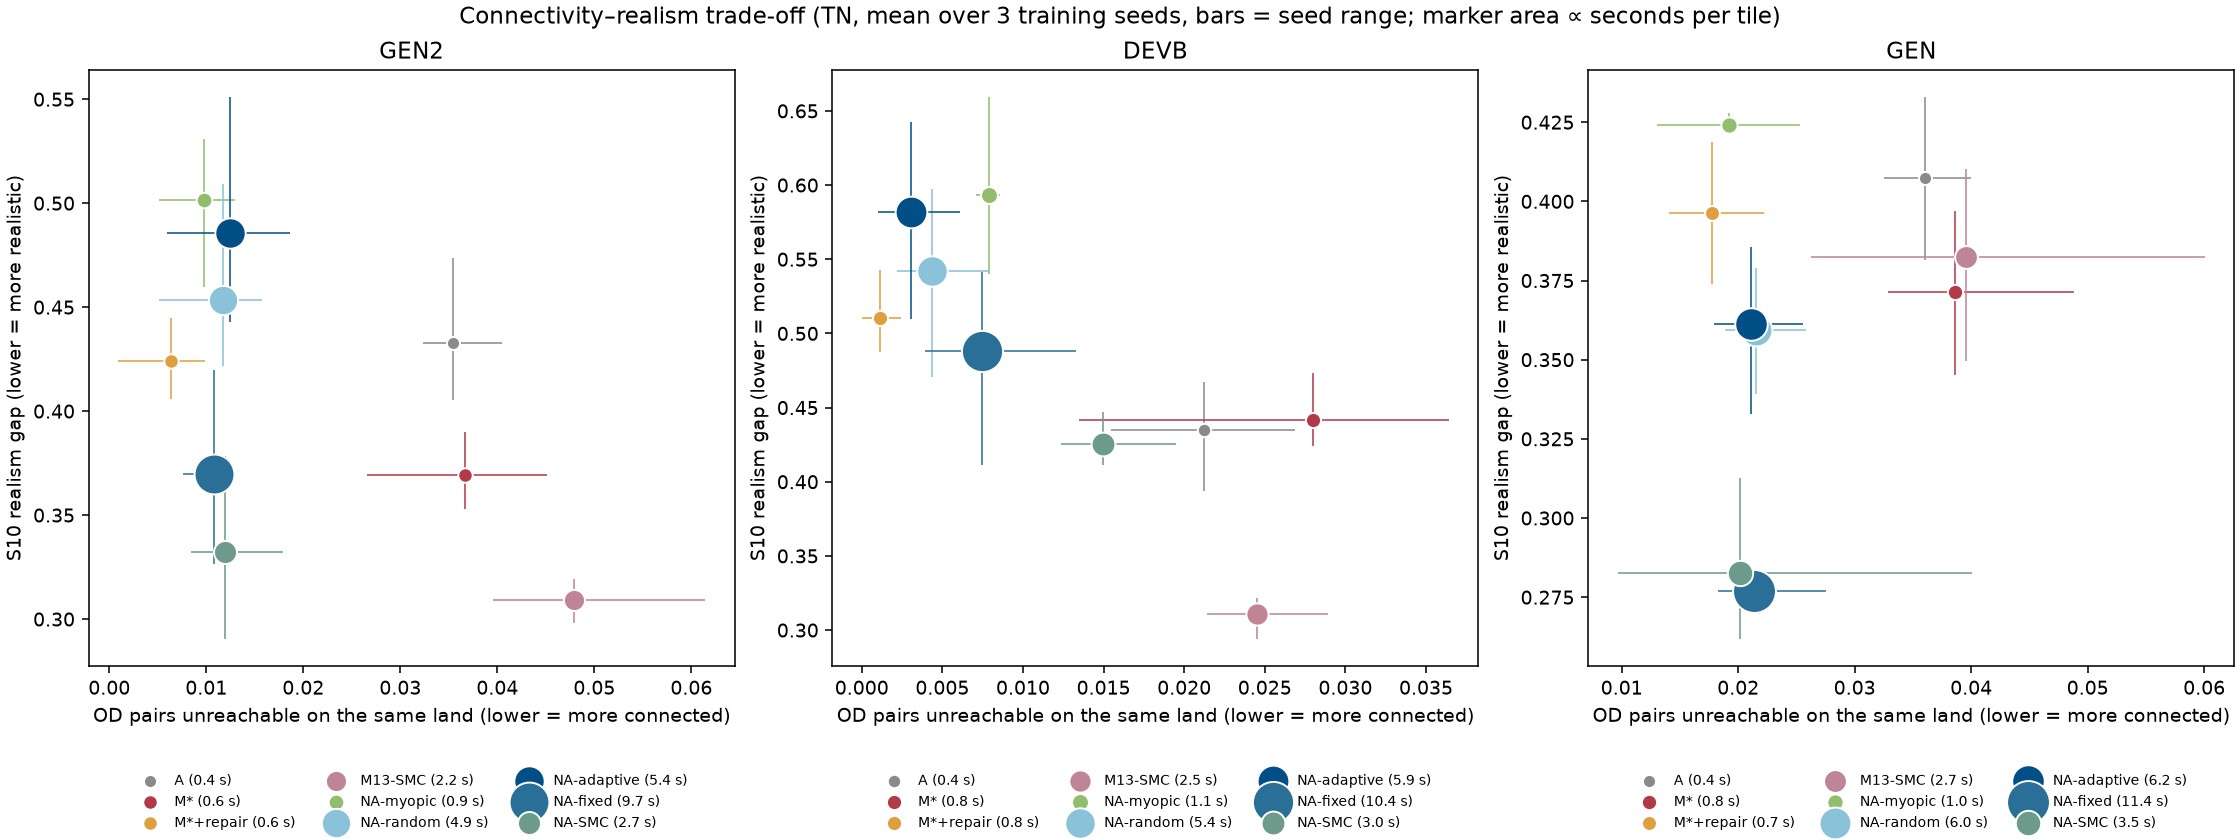 Connectivity–realism trade-off (TN, mean over 3 training seeds, bars = seed range; marker area ∝ seconds per tile)
GEN2
S10 realism gap (lower = more realistic)
0.55
0.50
0.45
0.40
0.35
0.30
0.00 0.01 0.02 0.03 0.04 0.05 0.06
OD pairs unreachable on the same land (lower = more connected)
A (0.4 s) M13-SMC (2.2 s) NA-adaptive (5.4 s)
M* (0.6 s) NA-myopic (0.9 s) NA-fixed (9.7 s)
M*+repair (0.6 s) NA-random (4.9 s) NA-SMC (2.7 s)
DEVB
S10 realism gap (lower = more realistic)
0.65
0.60
0.55
0.50
0.45
0.40
0.35
0.30
0.000 0.005 0.010 0.015 0.020 0.025 0.030 0.035
OD pairs unreachable on the same land (lower = more connected)
A (0.4 s) M13-SMC (2.5 s) NA-adaptive (5.9 s)
M* (0.8 s) NA-myopic (1.1 s) NA-fixed (10.4 s)
M*+repair (0.8 s) NA-random (5.4 s) NA-SMC (3.0 s)
GEN
S10 realism gap (lower = more realistic)
0.425
0.400
0.375
0.350
0.325
0.300
0.275
0.01 0.02 0.03 0.04 0.05 0.06
OD pairs unreachable on the same land (lower = more connected)
A (0.4 s) M13-SMC (2.7 s) NA-adaptive (6.2 s)
M* (0.8 s) NA-myopic (1.0 s) NA-fixed (11.4 s)
M*+repair (0.7 s) NA-random (6.0 s) NA-SMC (3.5 s)